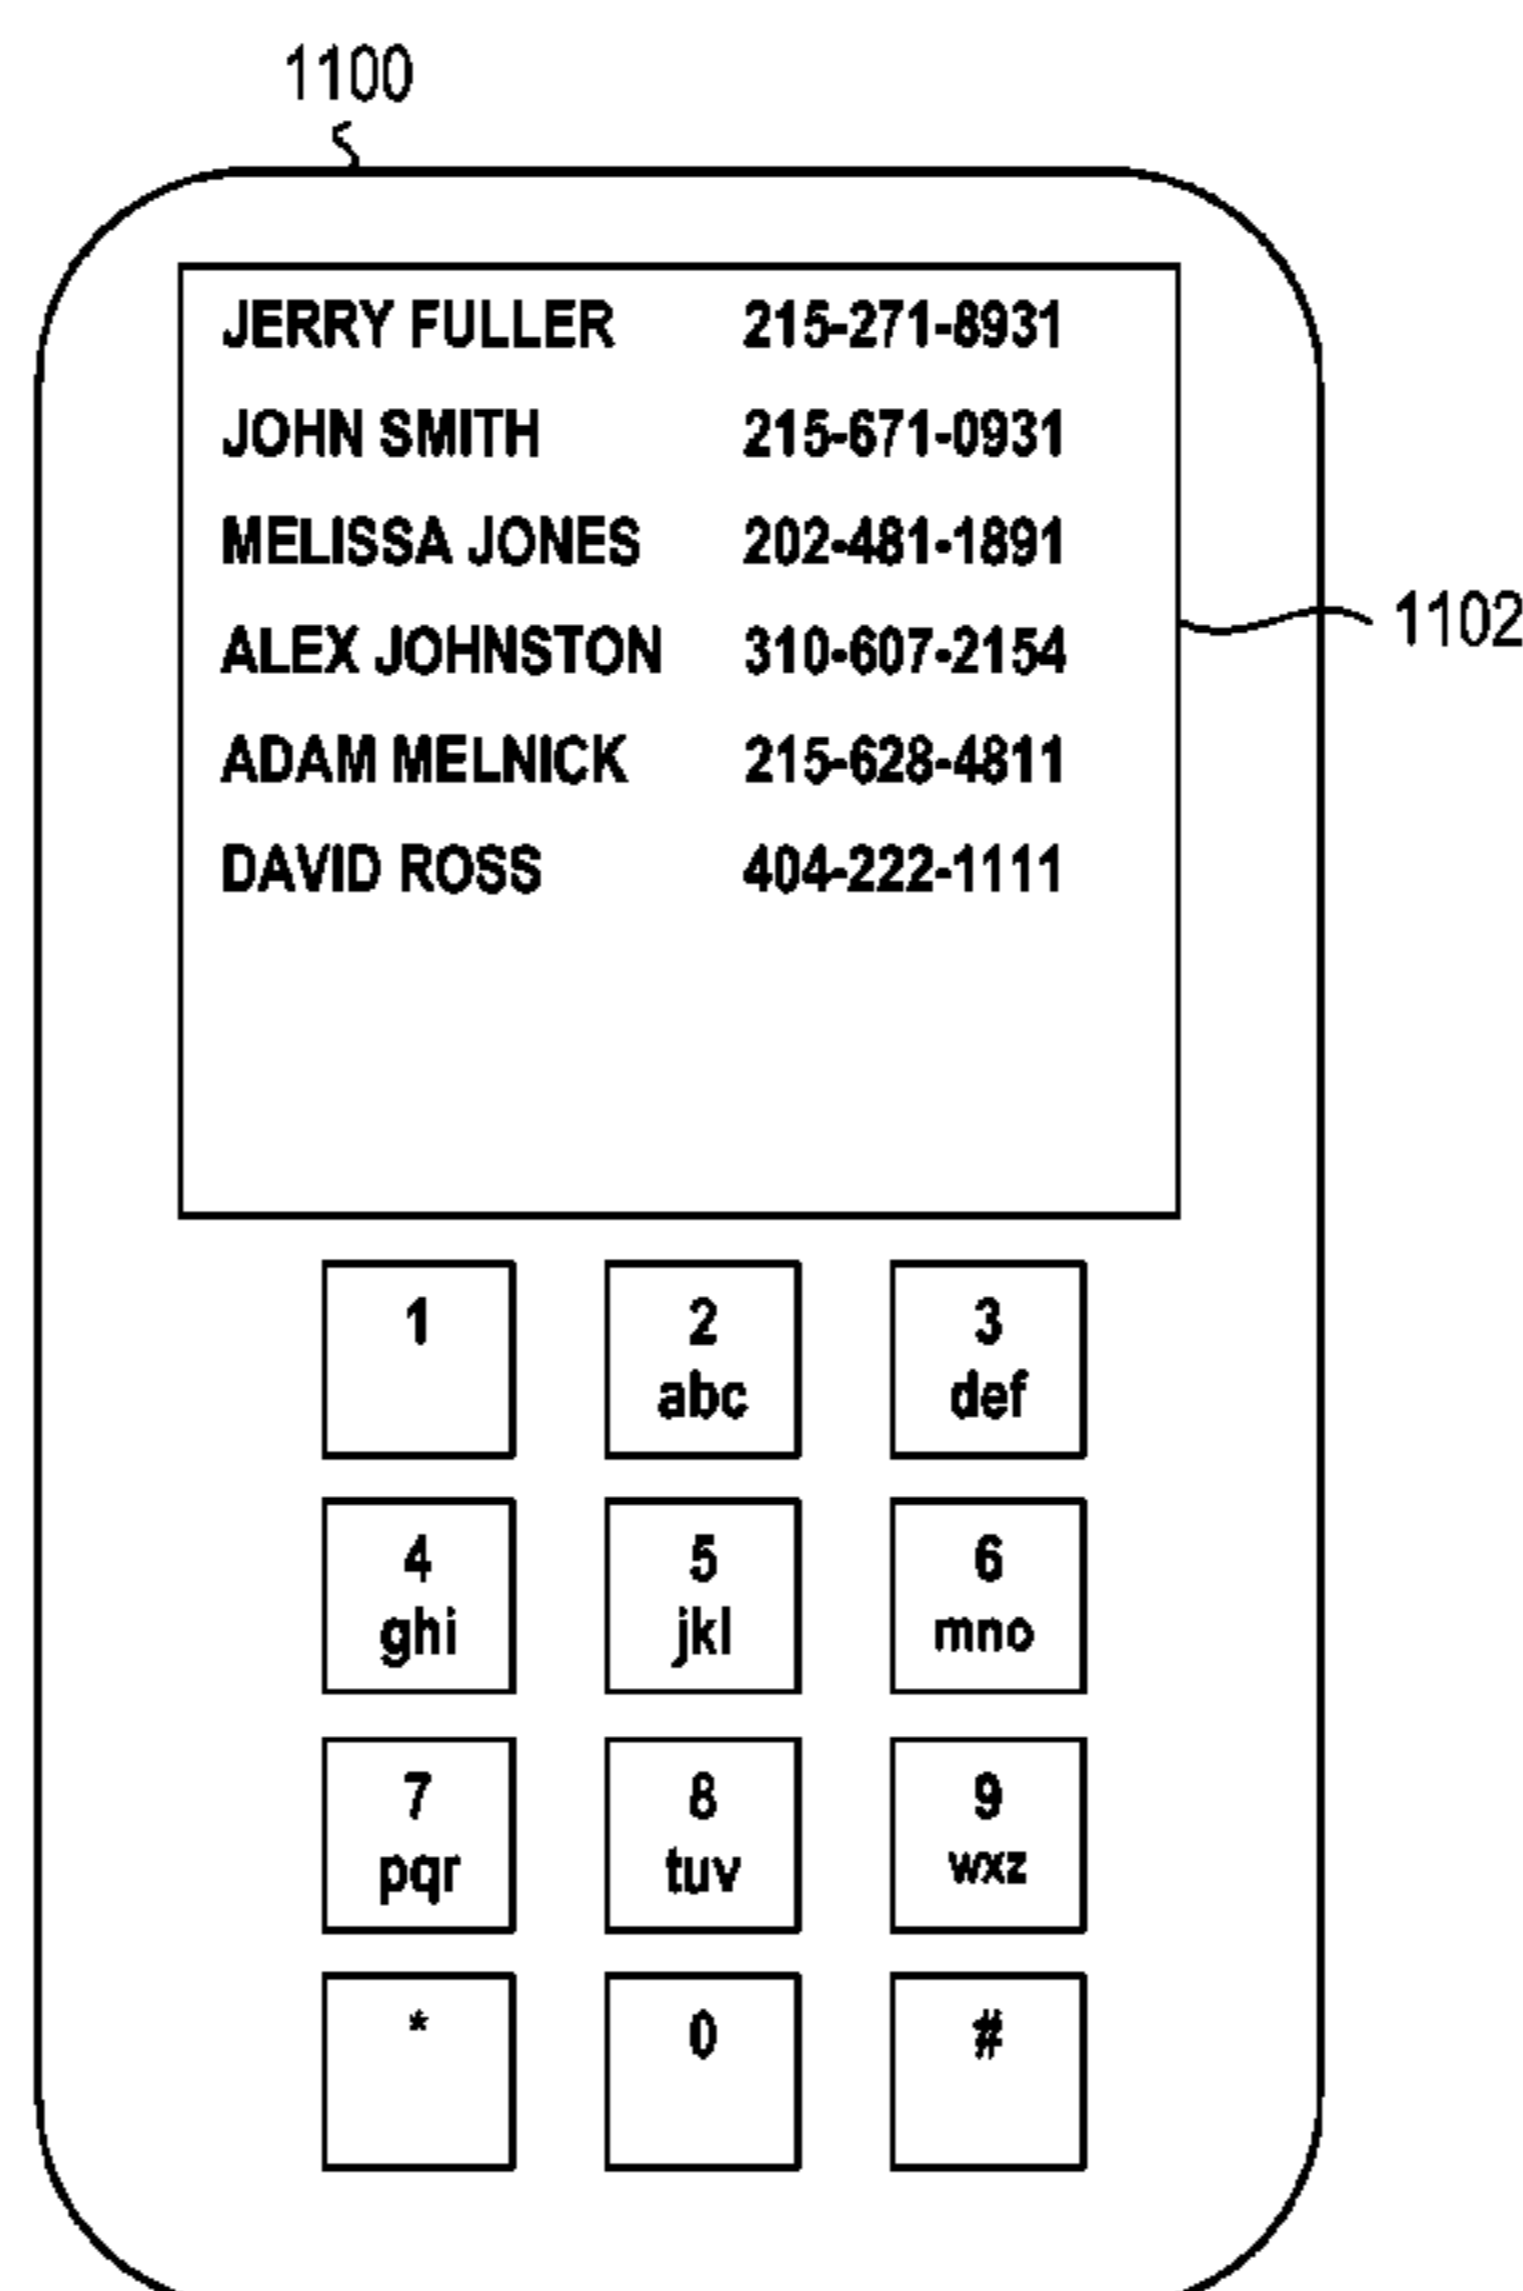 1100
JERRY FULLER 215-271-8931
JOHN SMITH 215-671-0931
MELISSA JONES 202-481-1891
ALEX JOHNSTON 310-607-2154
1102
ADAM MELNICK 215-628-4811
DAVID ROSS 404-222-1111
1 2 3
abc def
4 5 6
ghi jkl mno
7 8 9
pqr tuv wxz
* 0 #